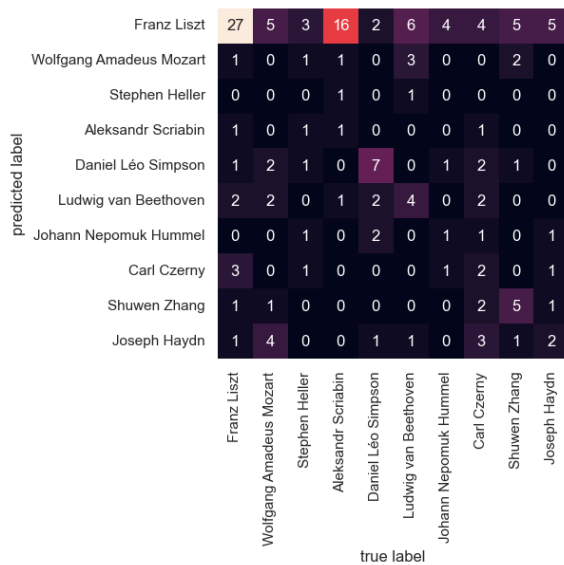 Franz Liszt 27 5 3 16 2 6 4 4 5 5
Wolfgang Amadeus Mozart 1 0 1 1 0 3 0 0 2 0
Stephen Heller 0 0 0 1 0 1 0 0 0 0
Aleksandr Scriabin 1 0 1 1 0 0 0 1 0 0
Daniel Léo Simpson 1 2 1 0 7 0 1 2 1 0
Ludwig van Beethoven 2 2 0 1 2 4 0 2 0 0
Johann Nepomuk Hummel 0 0 1 0 2 0 1 1 0 1
Carl Czerny 3 0 1 0 0 0 1 2 0 1
Shuwen Zhang 1 1 0 0 0 0 0 2 5 1
Joseph Haydn 1 4 0 0 1 1 0 3 1 2
predicted label
Franz Liszt
Wolfgang Amadeus Mozart
Stephen Heller
Aleksandr Scriabin
Daniel Léo Simpson
Ludwig van Beethoven
Johann Nepomuk Hummel
Carl Czerny
Shuwen Zhang
Joseph Haydn
true label